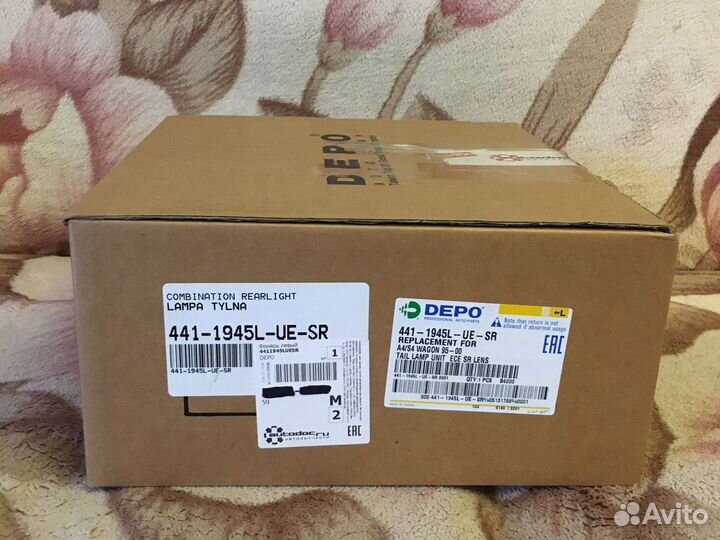 DEPO
COMBINATION REARLIGHT
LAMPA TYLNA
441-1945L-UE-SR
441-1945L-UE-SR
Фонарь левый
4411945LUESR
DEPO
1
M
2
59
autodoc.ru
АВТОЗАПЧАСТИ
EAC
DEPO
PROFESSIONAL AUTO PARTS
←L
Note that return is not
allowed if abnormal usage
441-1945L-UE-SR
REPLACEMENT FOR
A4/S4 WAGON 95-00
TAIL LAMP UNIT ECE SR LENS
EAC
QTY:1 PCS B4000
Avito